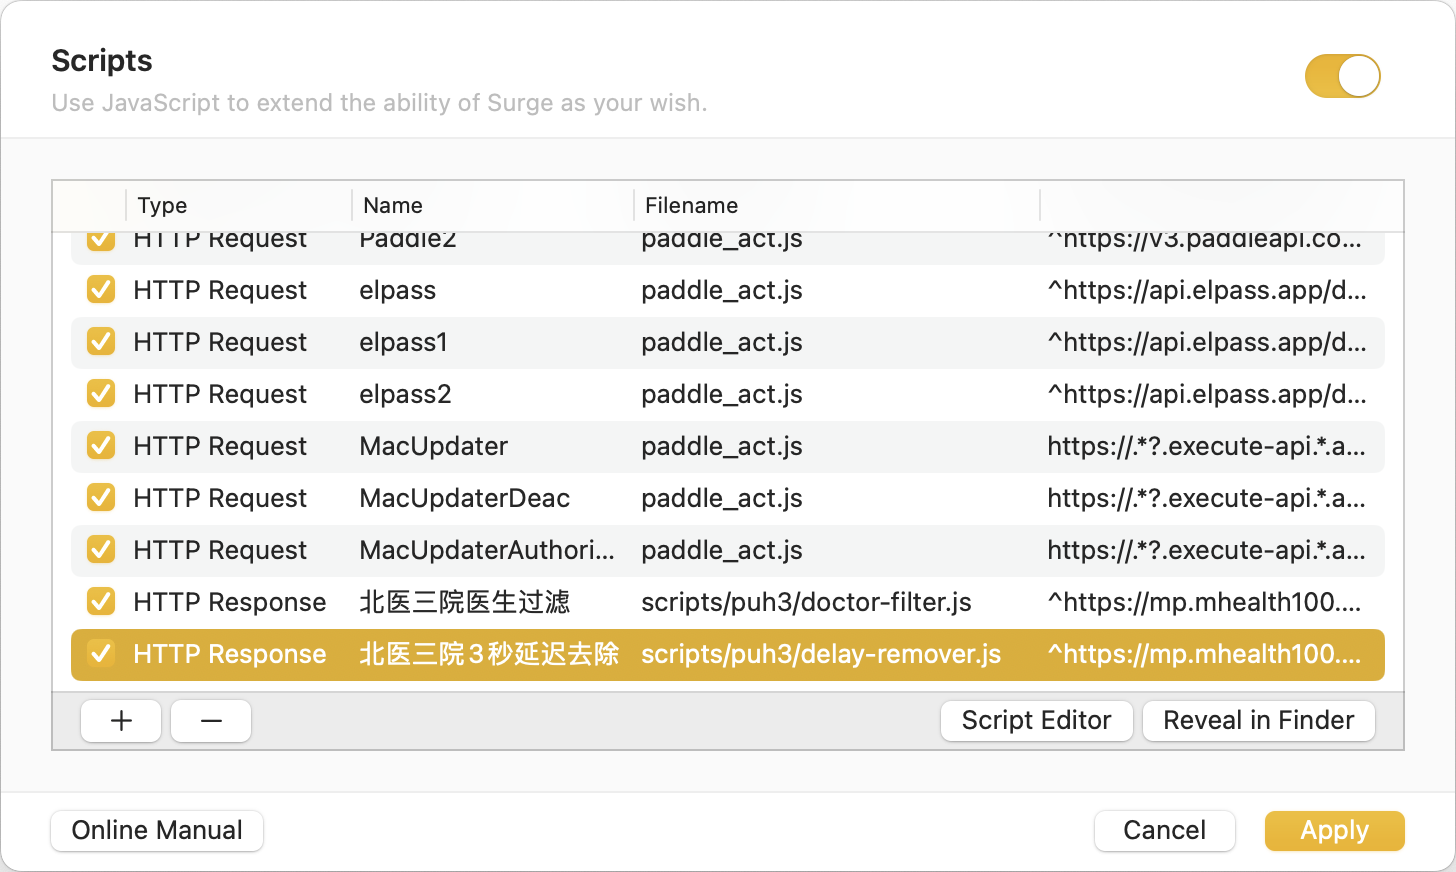 Scripts
Use JavaScript to extend the ability of Surge as your wish.
Type Name Filename
HTTP Request Paddle2 paddle_act.js ^https://v3.paddleapi.co...
HTTP Request elpass paddle_act.js ^https://api.elpass.app/d...
HTTP Request elpass1 paddle_act.js ^https://api.elpass.app/d...
HTTP Request elpass2 paddle_act.js ^https://api.elpass.app/d...
HTTP Request MacUpdater paddle_act.js https://.*?.execute-api.*.a...
HTTP Request MacUpdaterDeac paddle_act.js https://.*?.execute-api.*.a...
HTTP Request MacUpdaterAuthori... paddle_act.js https://.*?.execute-api.*.a...
HTTP Response 北医三院医生过滤 scripts/puh3/doctor-filter.js ^https://mp.mhealth100....
HTTP Response 北医三院3秒延迟去除 scripts/puh3/delay-remover.js ^https://mp.mhealth100....
Script Editor Reveal in Finder
Online Manual Cancel Apply